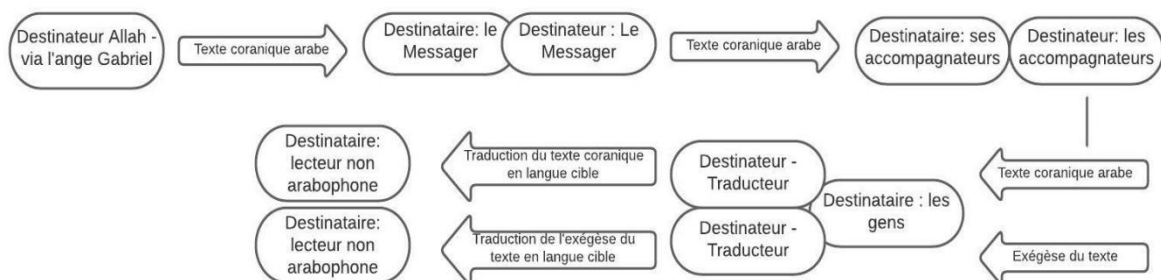 Destinateur Allah -
via l'ange Gabriel
Texte coranique arabe
Destinataire: le
Messager
Destinateur : Le
Messager
Texte coranique arabe
Destinataire: ses
accompagnateurs
Destinateur: les
accompagnateurs
Texte coranique arabe
Exégèse du texte
Destinataire : les
gens
Destinateur -
Traducteur
Destinateur -
Traducteur
Traduction du texte coranique
en langue cible
Traduction de l'exégèse du
texte en langue cible
Destinataire:
lecteur non
arabophone
Destinataire:
lecteur non
arabophone